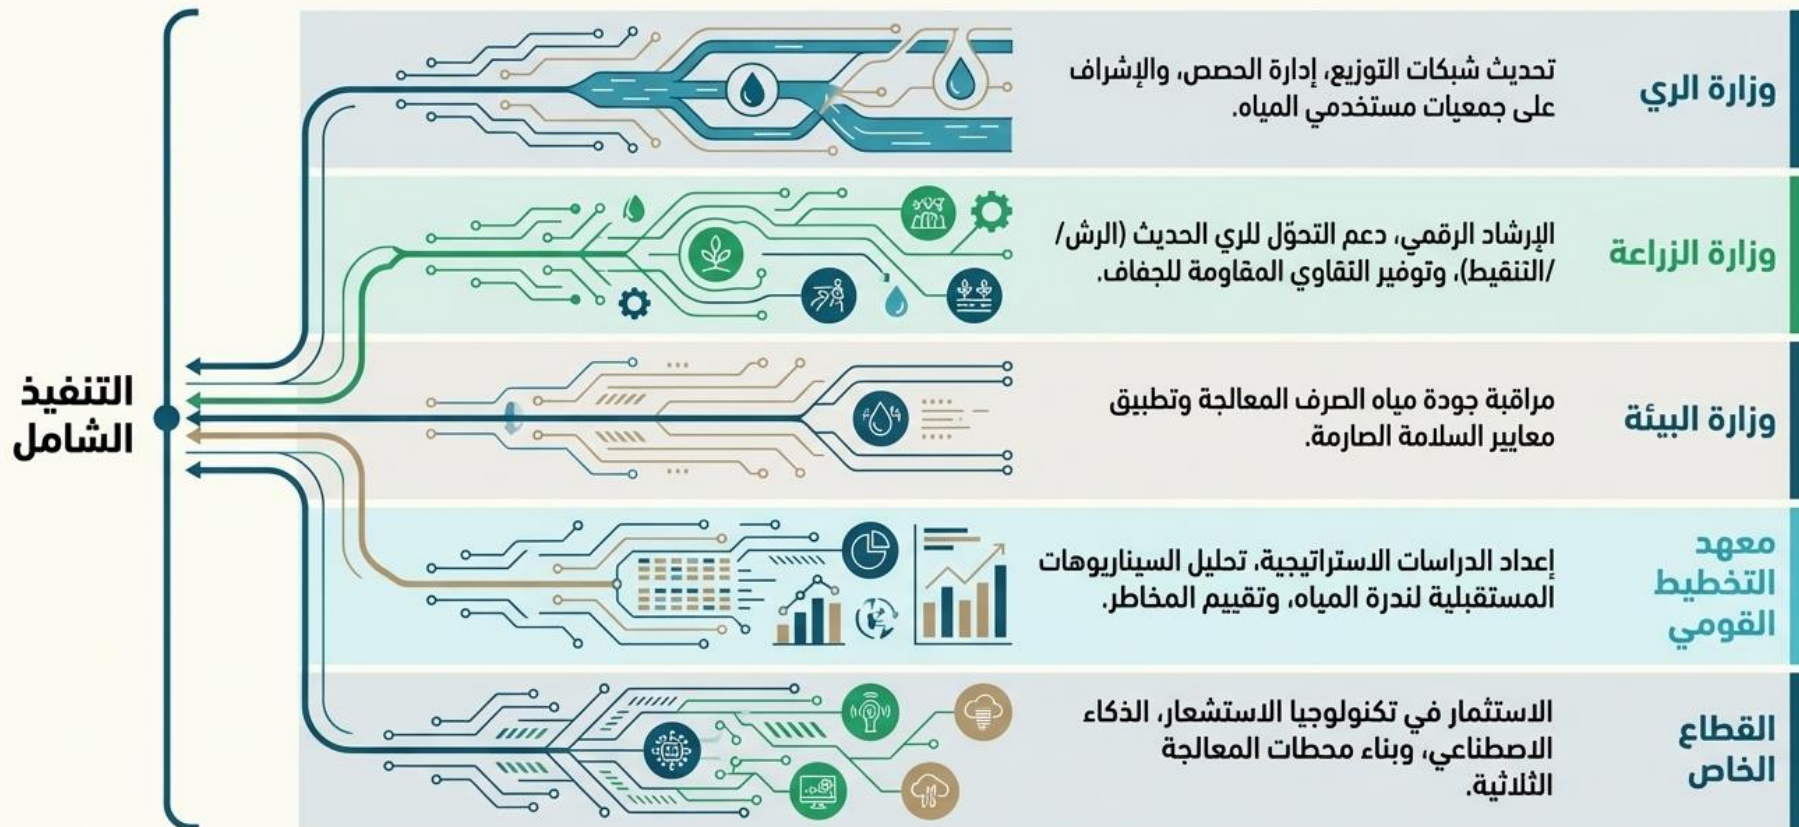 وزارة الري
تحديث شبكات التوزيع، إدارة الحصص، والإشراف
على جمعيات مستخدمي المياه.
وزارة الزراعة
الإرشاد الرقمي، دعم التحوّل للري الحديث (الرش/
/التنقيط)، وتوفير التقاوي المقاومة للجفاف.
وزارة البيئة
مراقبة جودة مياه الصرف المعالجة وتطبيق
معايير السلامة الصارمة.
معهد
التخطيط
القومي
إعداد الدراسات الاستراتيجية، تحليل السيناريوهات
المستقبلية لندرة المياه، وتقييم المخاطر.
القطاع
الخاص
الاستثمار في تكنولوجيا الاستشعار، الذكاء
الاصطناعي، وبناء محطات المعالجة
الثلاثية.
التنفيذ
الشامل